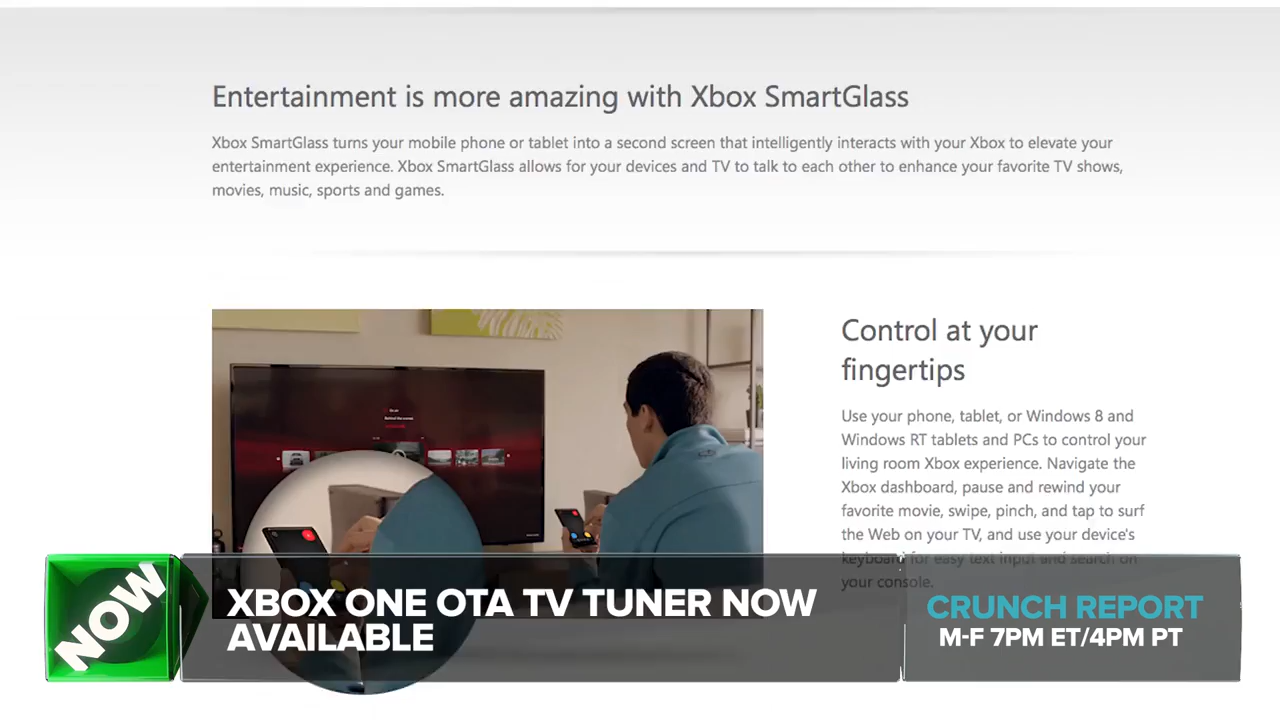 Entertainment is more amazing with Xbox SmartGlass
Xbox SmartGlass turns your mobile phone or tablet into a second screen that intelligently interacts with your Xbox to elevate your
entertainment experience. Xbox SmartGlass allows for your devices and TV to talk to each other to enhance your favorite TV shows,
movies, music, sports and games.
Control at your
fingertips
Use your phone, tablet, or Windows 8 and
Windows RT tablets and PCs to control your
living room Xbox experience. Navigate the
Xbox dashboard, pause and rewind your
favorite movie, swipe, pinch, and tap to surf
the Web on your TV, and use your device's
keyboard for easy text input and search on
your console.
NOW
XBOX ONE OTA TV TUNER NOW
AVAILABLE
CRUNCH REPORT
M-F 7PM ET/4PM PT